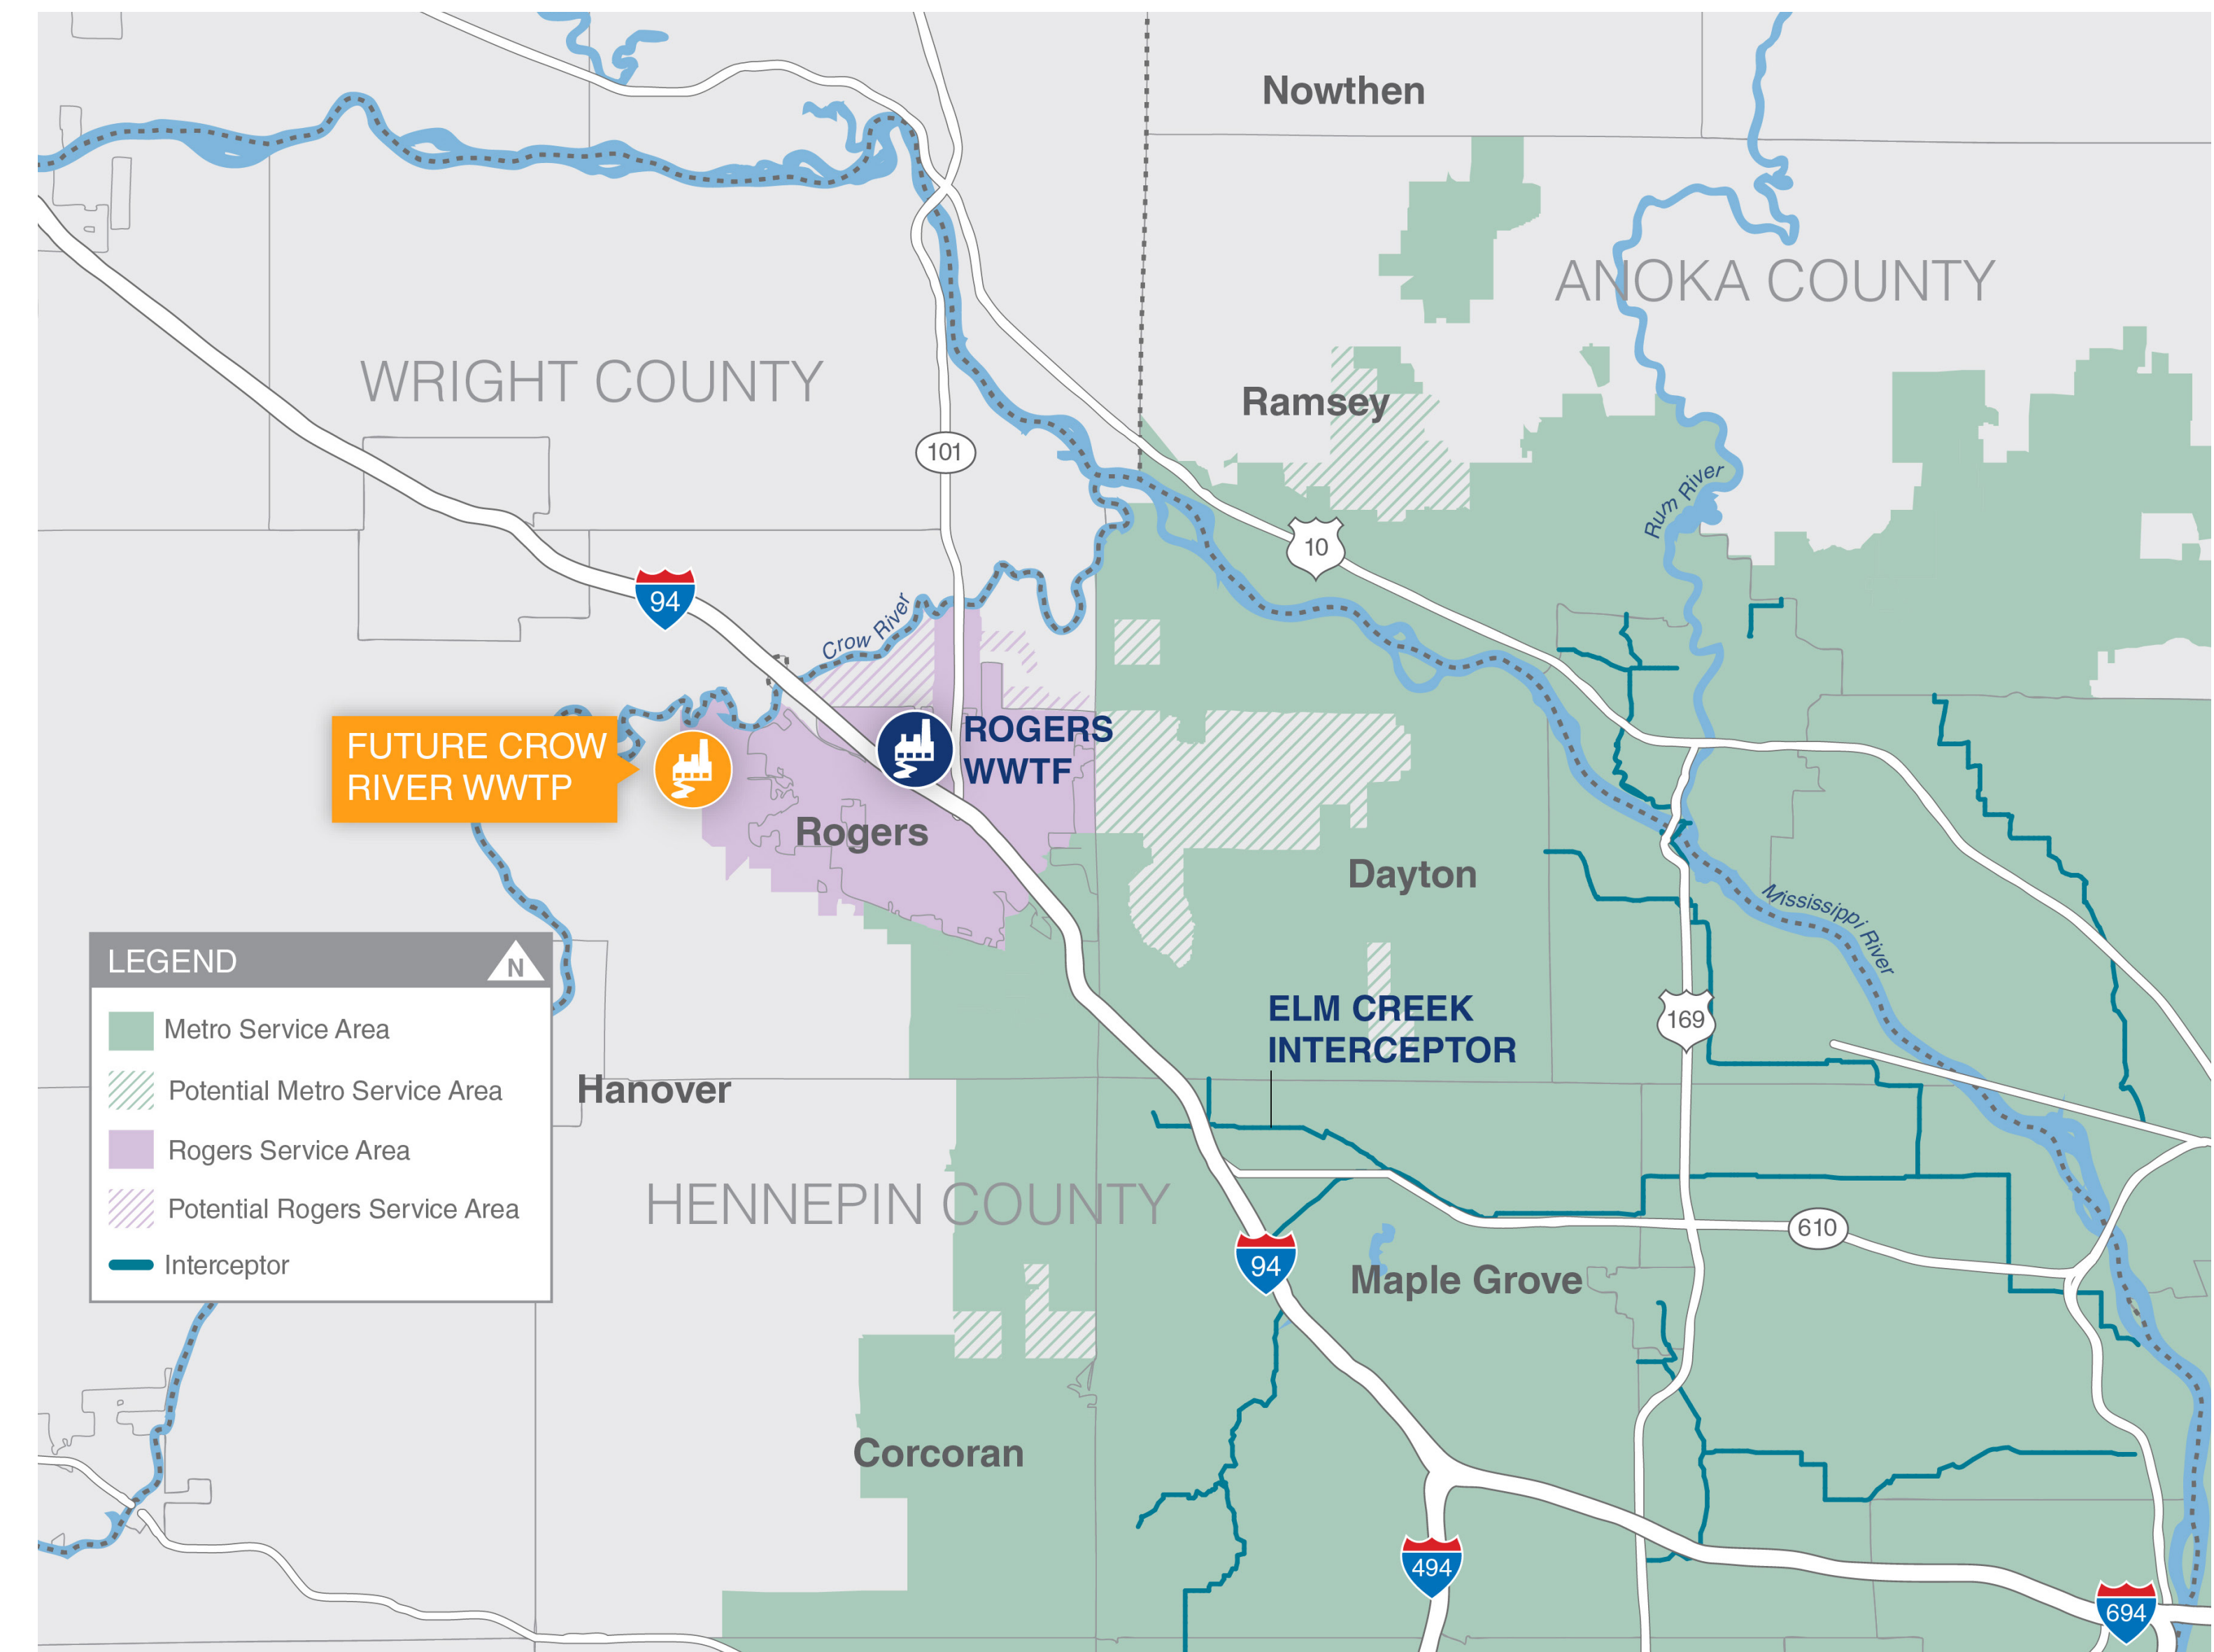 Nowthen
ANOKA COUNTY
WRIGHT COUNTY
Ramsey
101
Rum River
10
94
Crow River
ROGERS
WWTF
FUTURE CROW
RIVER WWTP
Rogers
Dayton
Mississippi River
LEGEND
N
Metro Service Area
Potential Metro Service Area
Rogers Service Area
Potential Rogers Service Area
Interceptor
ELM CREEK
INTERCEPTOR
169
Hanover
HENNEPIN COUNTY
610
94
Maple Grove
Corcoran
494
694